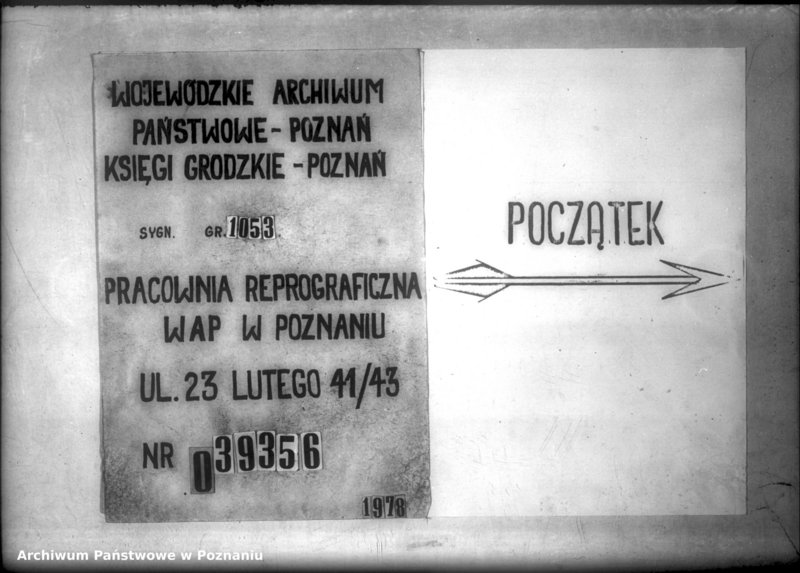 WOJEWÓDZKIE ARCHIWUM
PAŃSTWOWE - POZNAŃ
KSIĘGI GRODZKIE - POZNAŃ
SYGN. GR. 1053.
PRACOWNIA REPROGRAFICZNA
WAP W POZNANIU
UL. 23 LUTEGO 41/43
NR 039356
1978
POCZĄTEK
Archiwum Państwowe w Poznaniu